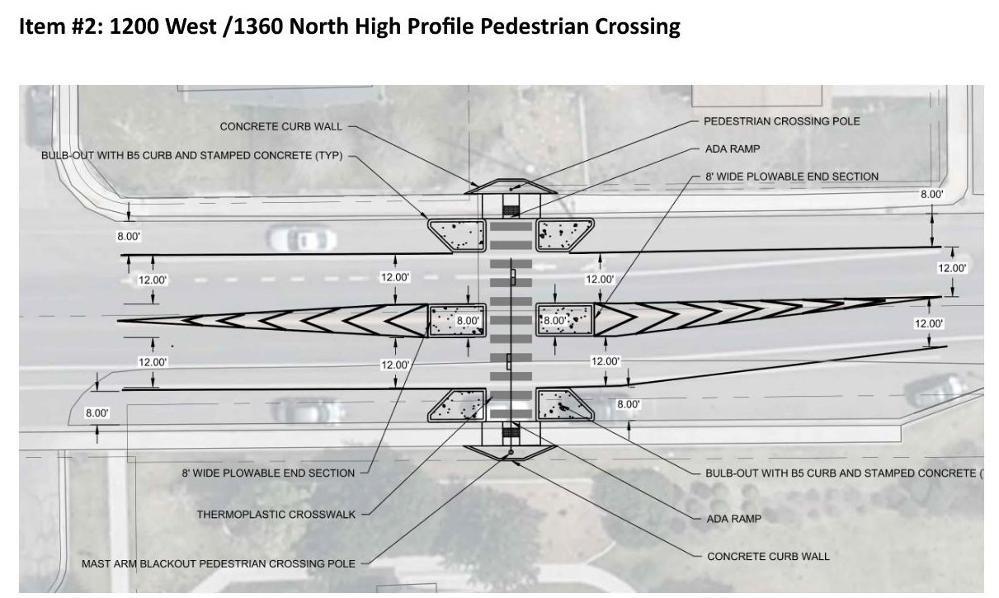 Item #2: 1200 West /1360 North High Profile Pedestrian Crossing
CONCRETE CURB WALL
PEDESTRIAN CROSSING POLE
BULB-OUT WITH B5 CURB AND STAMPED CONCRETE (TYP)
ADA RAMP
8' WIDE PLOWABLE END SECTION
8.00'
8.00'
12.00'
12.00'
12.00'
12.00'
8.00'
8.00'
12.00'
12.00'
12.00'
12.00'
8.00'
8.00'
8' WIDE PLOWABLE END SECTION
BULB-OUT WITH B5 CURB AND STAMPED CONCRETE (
THERMOPLASTIC CROSSWALK
ADA RAMP
MAST ARM BLACKOUT PEDESTRIAN CROSSING POLE
CONCRETE CURB WALL